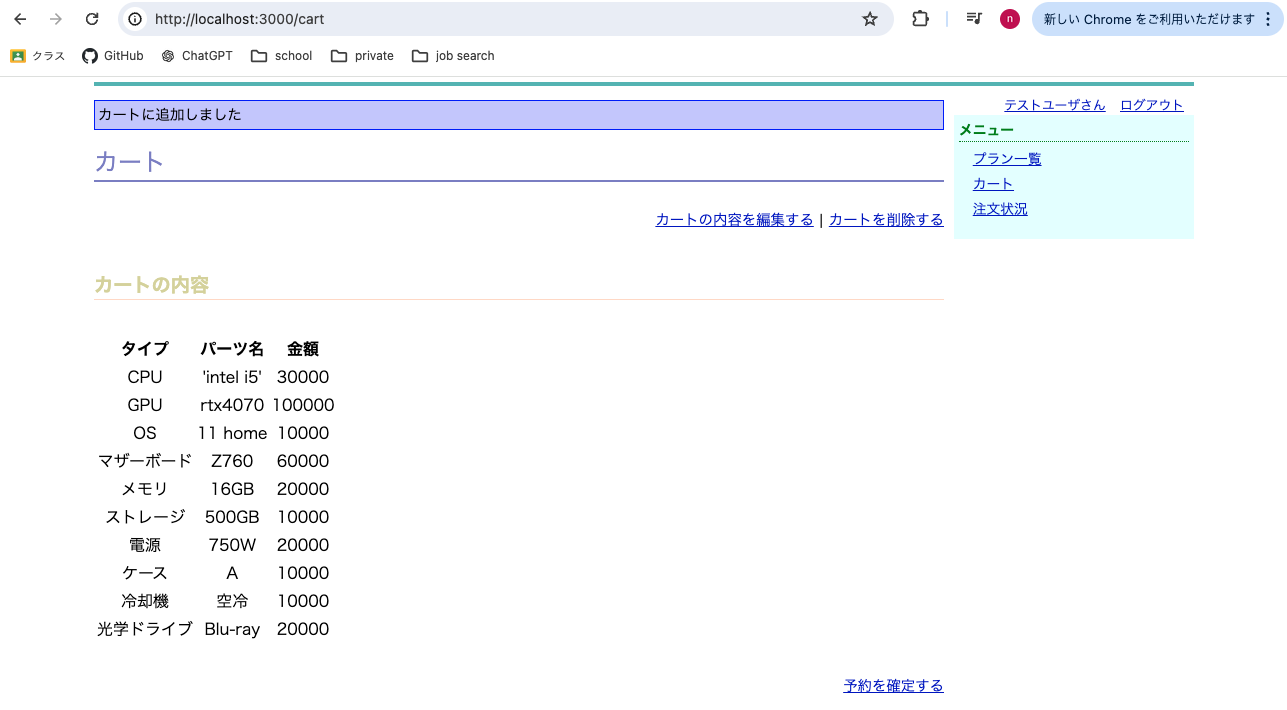 http://localhost:3000/cart
n
新しい Chrome をご利用いただけます
クラス GitHub ChatGPT school private job search
カートに追加しました
テストユーザさん ログアウト
メニュー
プラン一覧
カート
注文状況
カート
カートの内容を編集する | カートを削除する
カートの内容
タイプ パーツ名 金額
CPU 'intel i5' 30000
GPU rtx4070 100000
OS 11 home 10000
マザーボード Z760 60000
メモリ 16GB 20000
ストレージ 500GB 10000
電源 750W 20000
ケース A 10000
冷却機 空冷 10000
光学ドライブ Blu-ray 20000
予約を確定する